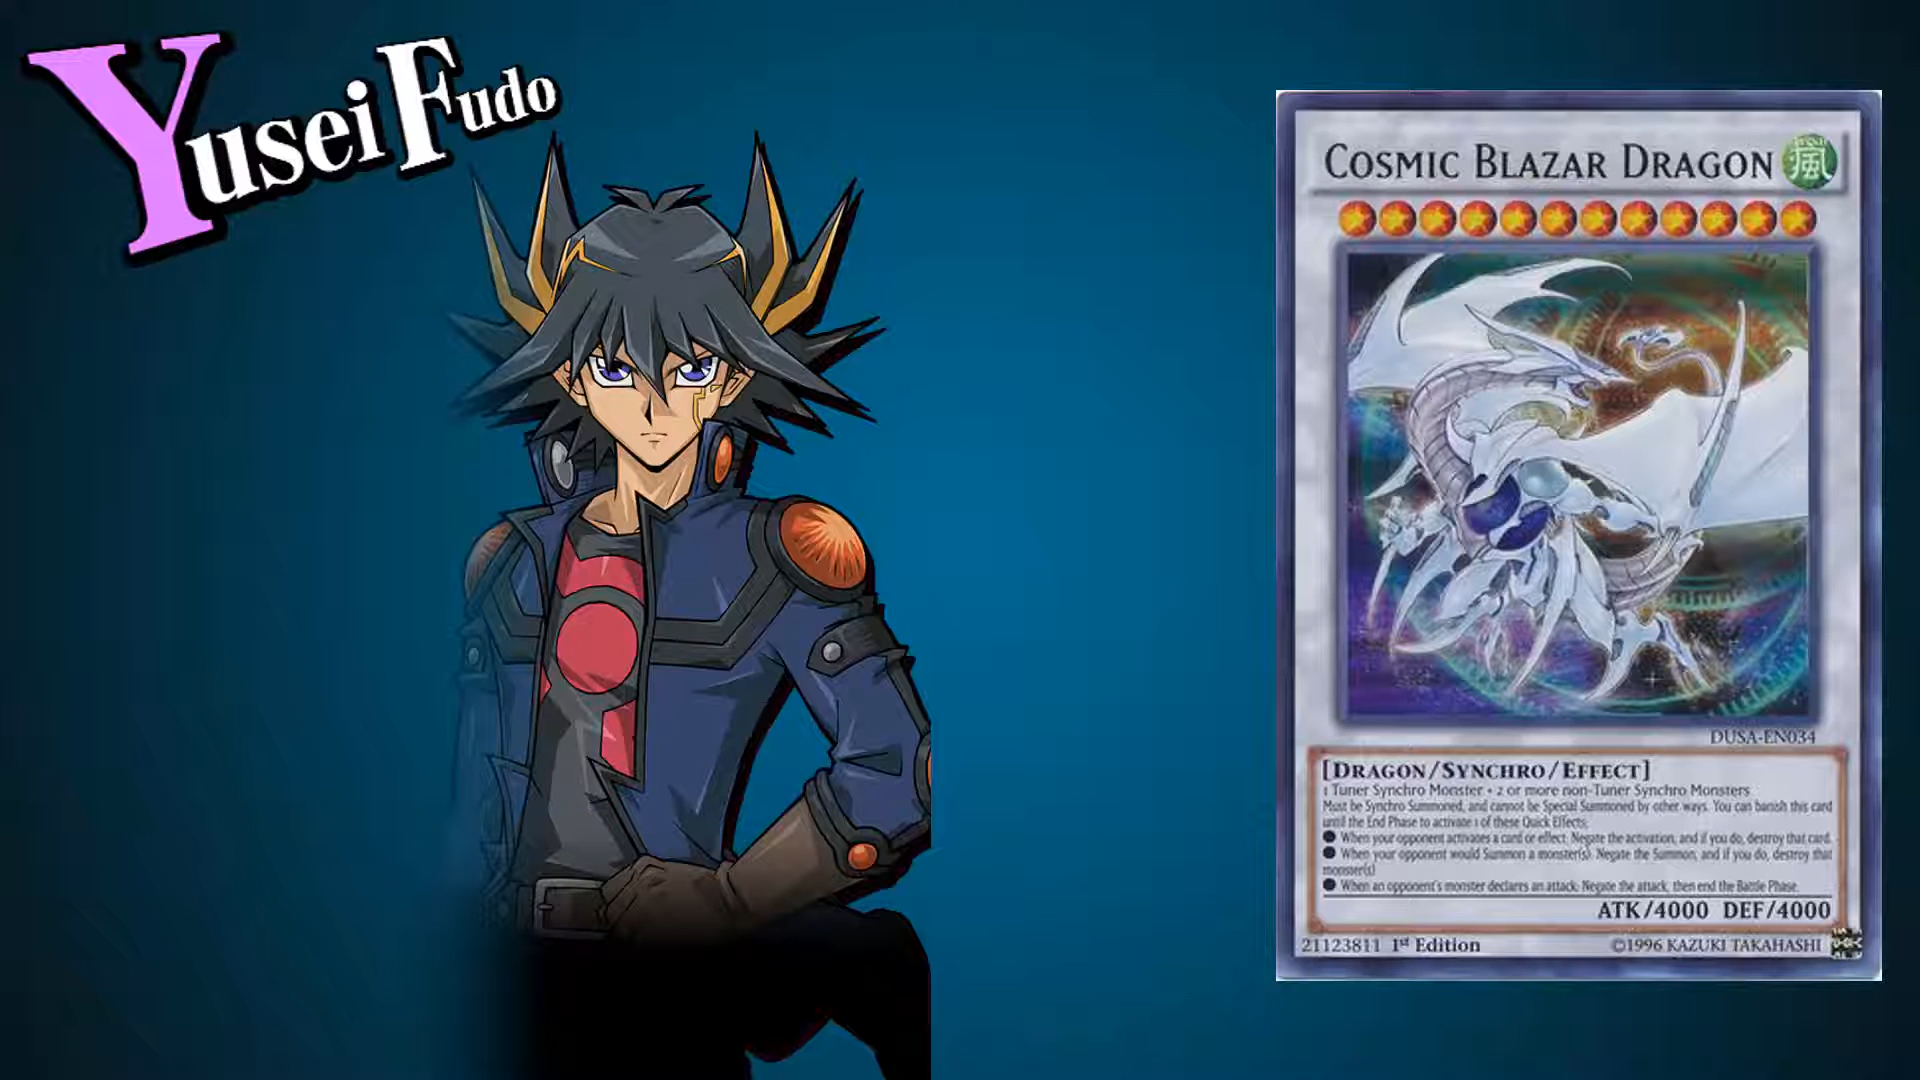 Yusei Fudo
COSMIC BLAZAR DRAGON
風
DUSA-EN034
[DRAGON/SYNCHRO/EFFECT]
1 Tuner Synchro Monster + 2 or more non-Tuner Synchro Monsters
Must be Synchro Summoned, and cannot be Special Summoned by other ways. You can banish this card
until the End Phase to activate 1 of these Quick Effects;
● When your opponent activates a card or effect: Negate the activation, and if you do, destroy that card.
● When your opponent would Summon a monster(s): Negate the Summon, and if you do, destroy that
monster(s)
● When an opponent's monster declares an attack: Negate the attack, then end the Battle Phase.
ATK/4000 DEF/4000
21123811 1st Edition
©1996 KAZUKI TAKAHASHI